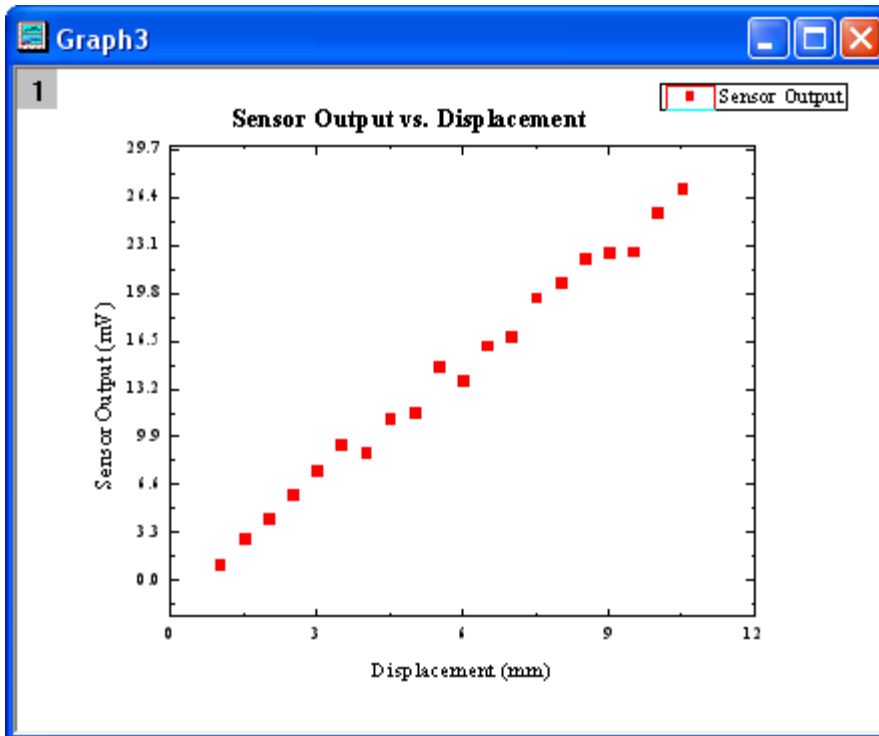 Graph3
1
Sensor Output
Sensor Output vs. Displacement
29.7
26.4
23.1
19.8
16.5
13.2
9.9
6.6
3.3
0.0
Sensor Output (mV)
0 3 6 9 12
Displacement (mm)